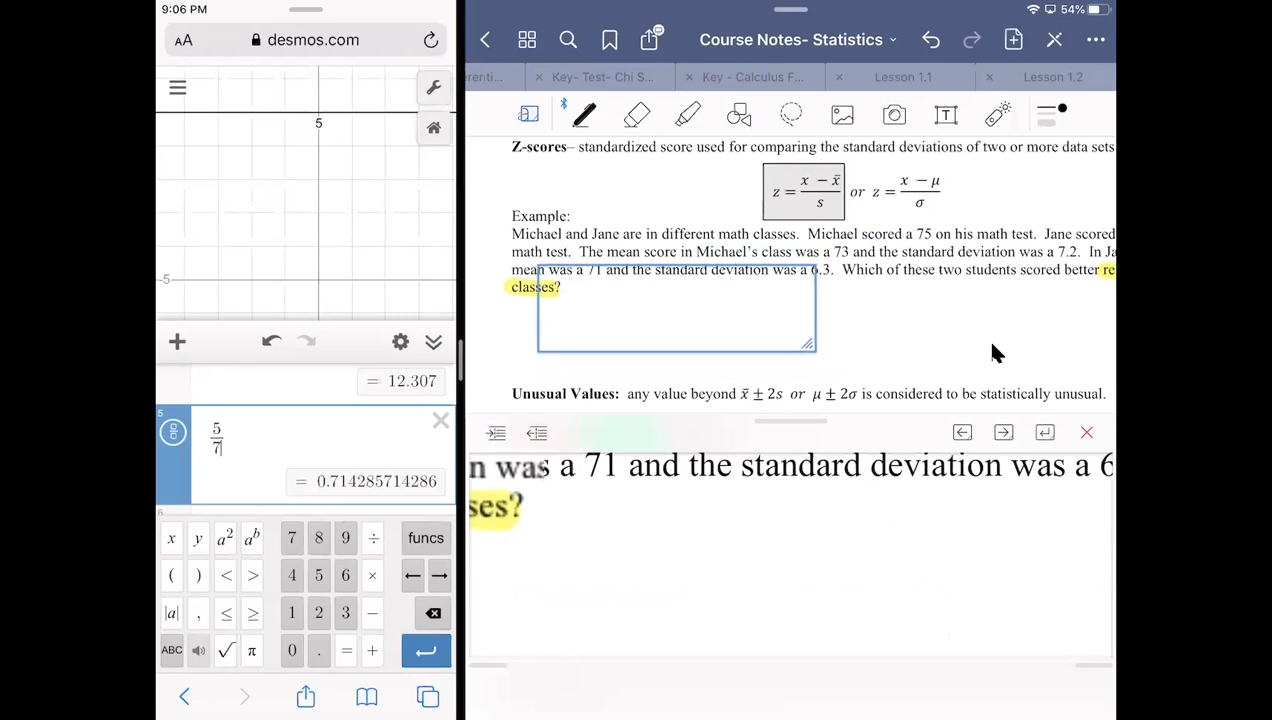 9:06 PM
54%
AA desmos.com
Course Notes- Statistics
Key- Test- Chi S...
Key - Calculus F...
Lesson 1.1
Lesson 1.2
5
-5
= 12.307
5
5
7
= 0.714285714286
x y a² aᵇ 7 8 9 ÷ funcs
( ) < > 4 5 6 × ← →
|a| , ≤ ≥ 1 2 3 −
ABC √ π 0 . = +
Z-scores– standardized score used for comparing the standard deviations of two or more data sets
z = (x − x̄)/s or z = (x − μ)/σ
Example:
Michael and Jane are in different math classes. Michael scored a 75 on his math test. Jane scored
math test. The mean score in Michael's class was a 73 and the standard deviation was a 7.2. In Ja
mean was a 71 and the standard deviation was a 6.3. Which of these two students scored better re
classes?
Unusual Values: any value beyond x̄ ± 2s or μ ± 2σ is considered to be statistically unusual.
n was a 71 and the standard deviation was a 6
ses?